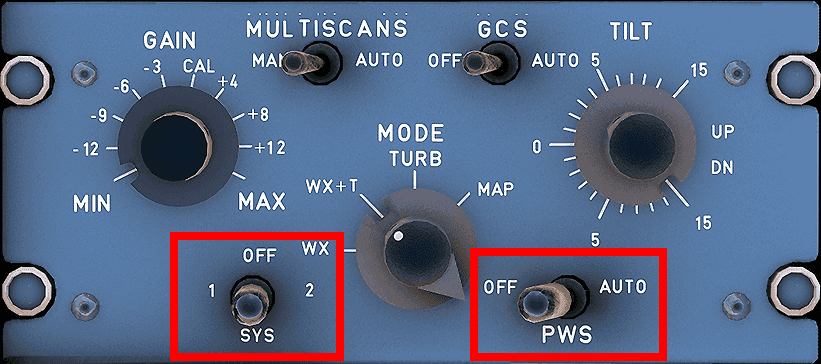 MULTISCANS
GCS
TILT
GAIN
MAN AUTO
OFF AUTO
-12 -9 -6 -3 CAL +4 +8 +12
MIN MAX
5 15
0
UP
DN
5 15
MODE
TURB
WX+T
MAP
WX
OFF
1 2
SYS
OFF AUTO
PWS